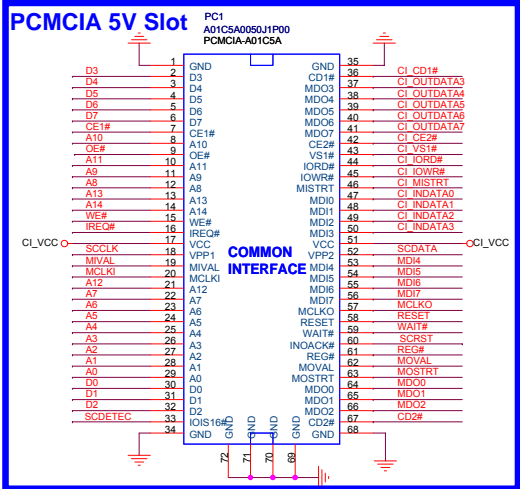 PCMCIA 5V Slot
PC1
A01C5A0050J1P00
PCMCIA-A01C5A
1 GND GND 35
D3 2 D3 CD1# 36 CI_CD1#
D4 3 D4 MDO3 37 CI_OUTDATA3
D5 4 D5 MDO4 38 CI_OUTDATA4
D6 5 D6 MDO5 39 CI_OUTDATA5
D7 6 D7 MDO6 40 CI_OUTDATA6
CE1# 7 CE1# MDO7 41 CI_OUTDATA7
A10 8 A10 CE2# 42 CI_CE2#
OE# 9 OE# VS1# 43 CI_VS1#
A11 10 A11 IORD# 44 CI_IORD#
A9 11 A9 IOWR# 45 CI_IOWR#
A8 12 A8 MISTRT 46 CI_MISTRT
A13 13 A13 MDI0 47 CI_INDATA0
A14 14 A14 MDI1 48 CI_INDATA1
WE# 15 WE# MDI2 49 CI_INDATA2
IREQ# 16 IREQ# MDI3 50 CI_INDATA3
CI_VCC 17 VCC VCC 51 CI_VCC
SCCLK 18 VPP1 COMMON VPP2 52 SCDATA
MIVAL 19 MIVAL INTERFACE MDI4 53 MDI4
MCLKI 20 MCLKI MDI5 54 MDI5
A12 21 A12 MDI6 55 MDI6
A7 22 A7 MDI7 56 MDI7
A6 23 A6 MCLKO 57 MCLKO
A5 24 A5 RESET 58 RESET
A4 25 A4 WAIT# 59 WAIT#
A3 26 A3 INOACK# 60 SCRST
A2 27 A2 REG# 61 REG#
A1 28 A1 MOVAL 62 MOVAL
A0 29 A0 MOSTRT 63 MOSTRT
D0 30 D0 MDO0 64 MDO0
D1 31 D1 MDO1 65 MDO1
D2 32 D2 MDO2 66 MDO2
SCDETEC 33 IOIS16# CD2# 67 CD2#
34 GND GND GND GND GND GND 68
72 71 70 69